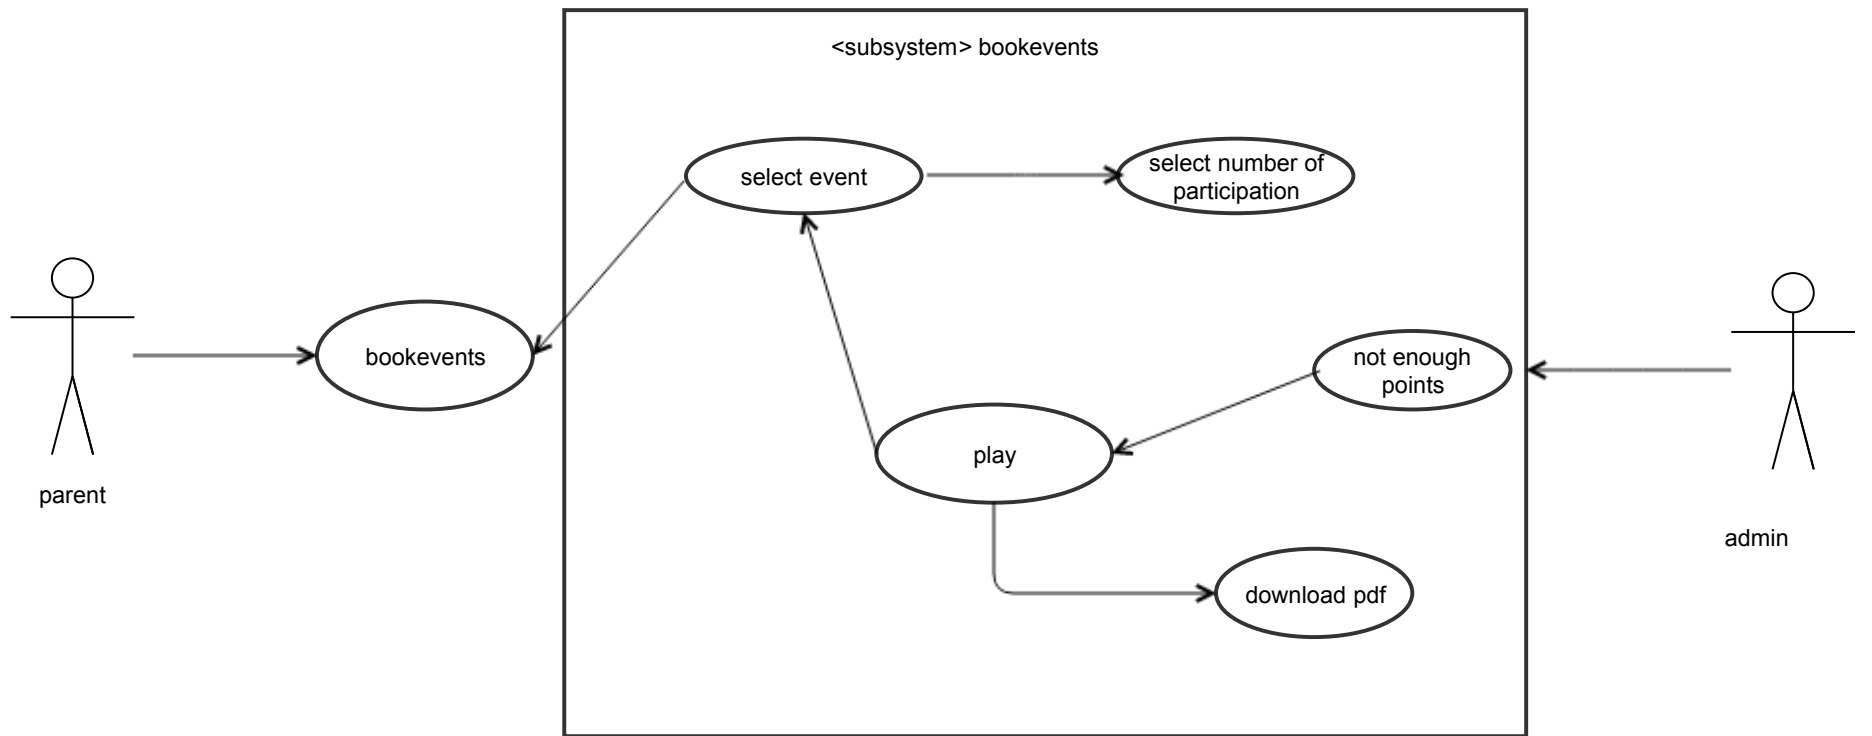 <subsystem> bookevents
select event
select number of
participation
bookevents
not enough
points
play
parent
admin
download pdf